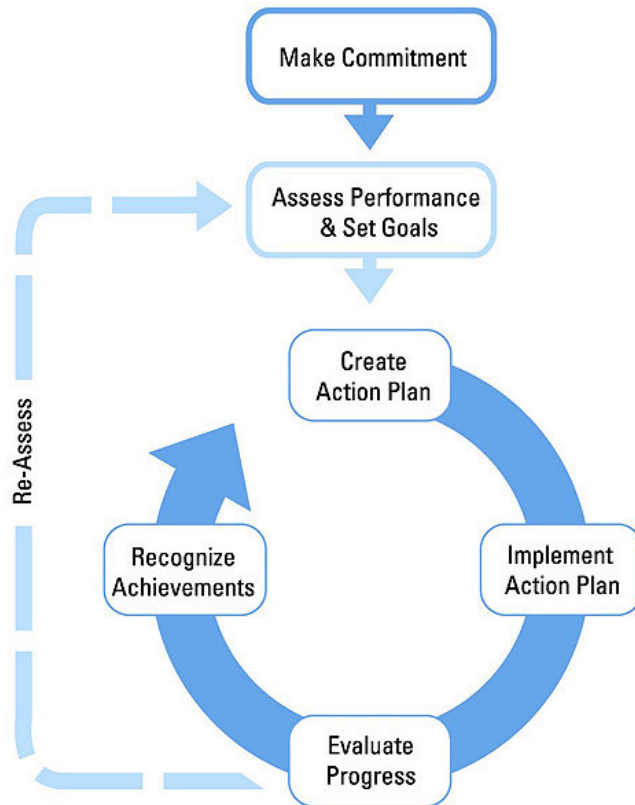 Make Commitment
Assess Performance
& Set Goals
Create
Action Plan
Re-Assess
Recognize
Achievements
Implement
Action Plan
Evaluate
Progress